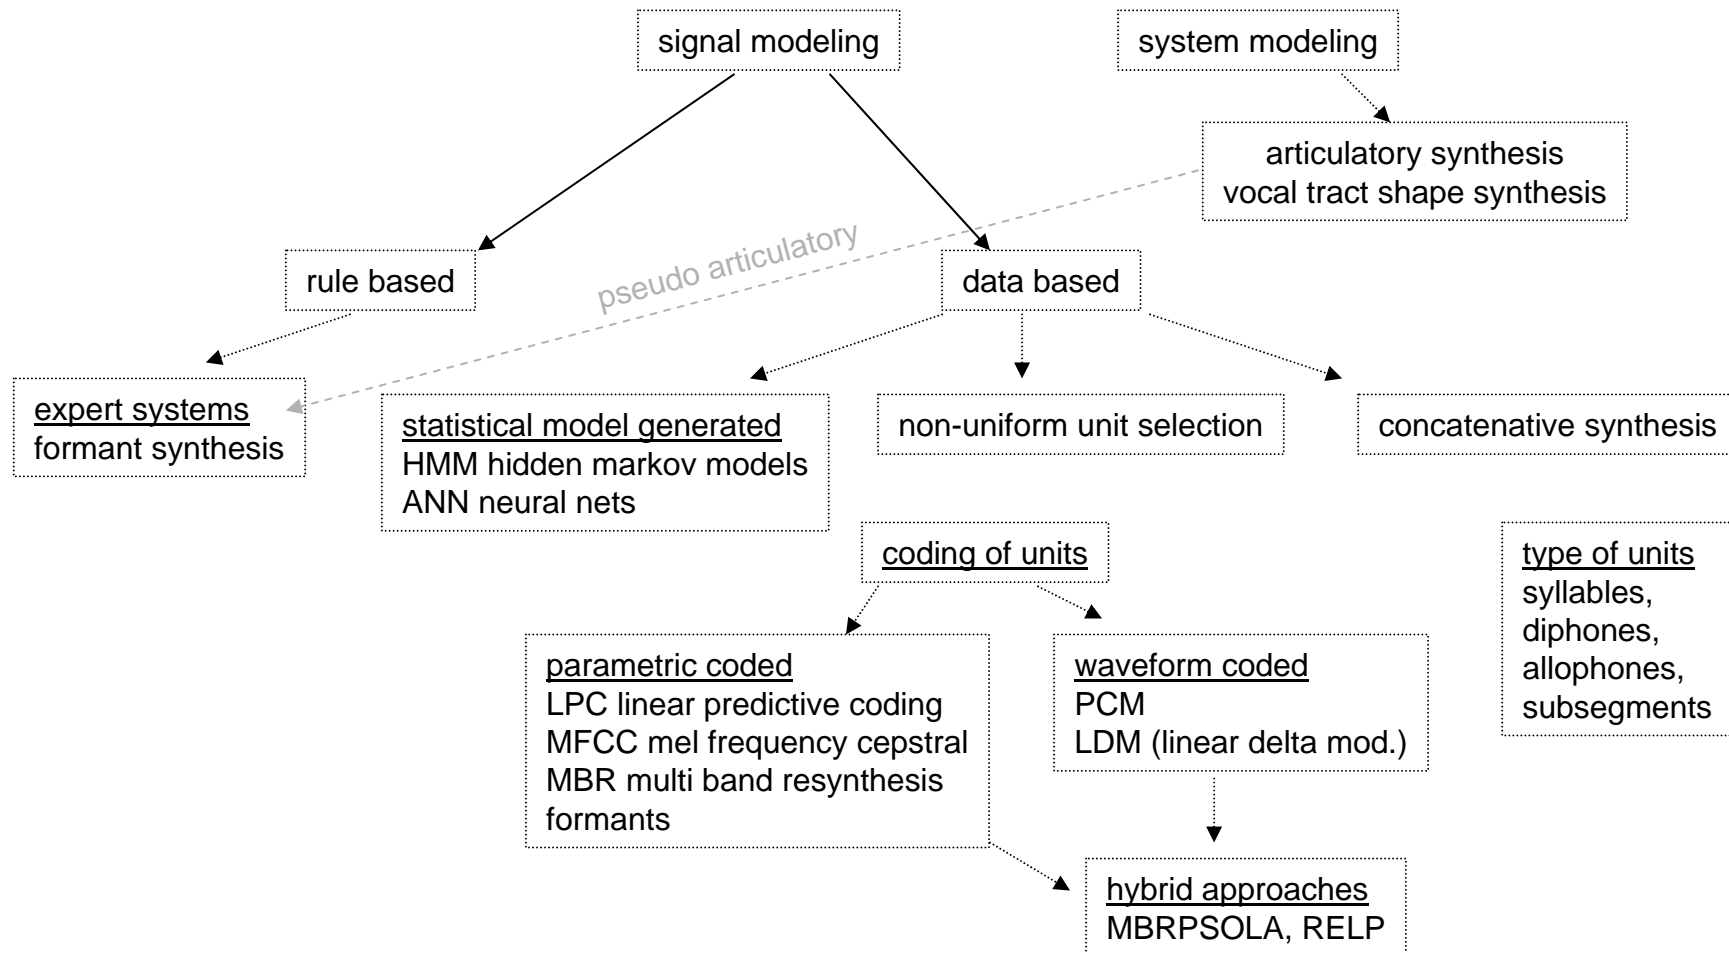 signal modeling
system modeling
articulatory synthesis
vocal tract shape synthesis
pseudo articulatory
rule based
data based
expert systems
formant synthesis
statistical model generated
HMM hidden markov models
ANN neural nets
non-uniform unit selection
concatenative synthesis
coding of units
type of units
syllables,
diphones,
allophones,
subsegments
parametric coded
LPC linear predictive coding
MFCC mel frequency cepstral
MBR multi band resynthesis
formants
waveform coded
PCM
LDM (linear delta mod.)
hybrid approaches
MBRPSOLA, RELP